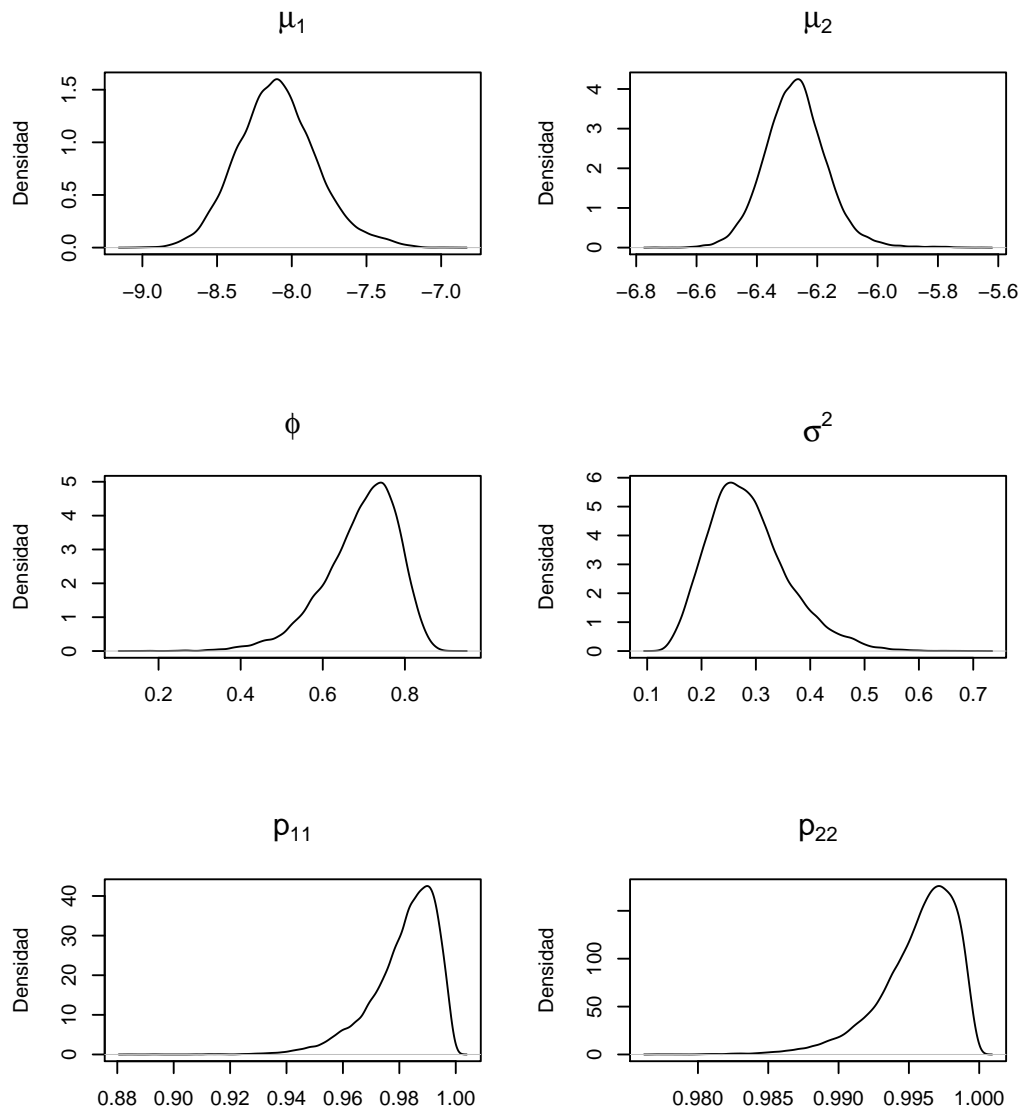 μ₁
Densidad
0.0 0.5 1.0 1.5
−9.0 −8.5 −8.0 −7.5 −7.0
μ₂
Densidad
0 1 2 3 4
−6.8 −6.6 −6.4 −6.2 −6.0 −5.8 −5.6
ϕ
Densidad
0 1 2 3 4 5
0.2 0.4 0.6 0.8
σ²
Densidad
0 1 2 3 4 5 6
0.1 0.2 0.3 0.4 0.5 0.6 0.7
p₁₁
Densidad
0 10 20 30 40
0.88 0.90 0.92 0.94 0.96 0.98 1.00
p₂₂
Densidad
0 50 100
0.980 0.985 0.990 0.995 1.000